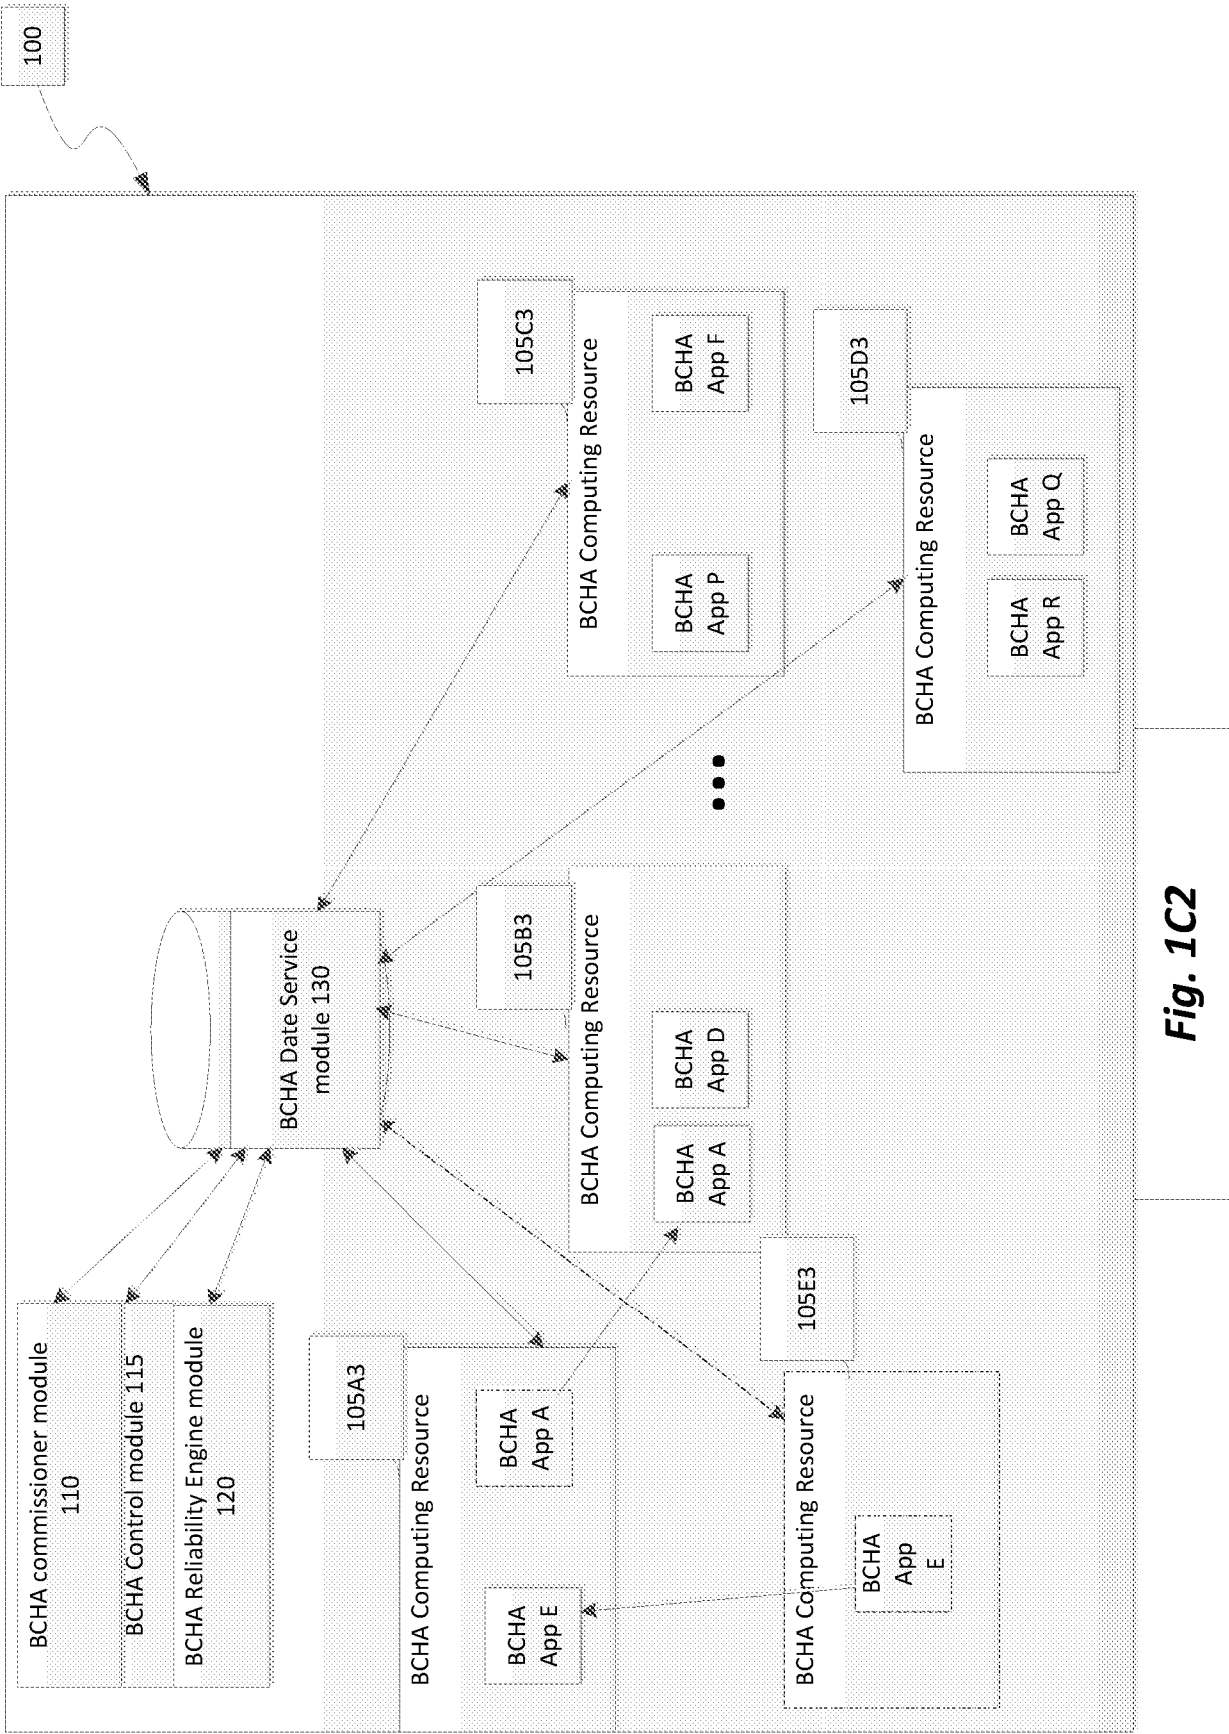 100
BCHA commissioner module
110
BCHA Control module 115
BCHA Reliability Engine module
120
BCHA Date Service
module 130
105A3
BCHA Computing Resource
BCHA
App E
BCHA
App A
105B3
BCHA Computing Resource
BCHA
App A
BCHA
App D
105C3
BCHA Computing Resource
BCHA
App P
BCHA
App F
105E3
BCHA Computing Resource
BCHA
App
E
105D3
BCHA Computing Resource
BCHA
App R
BCHA
App Q
Fig. 1C2